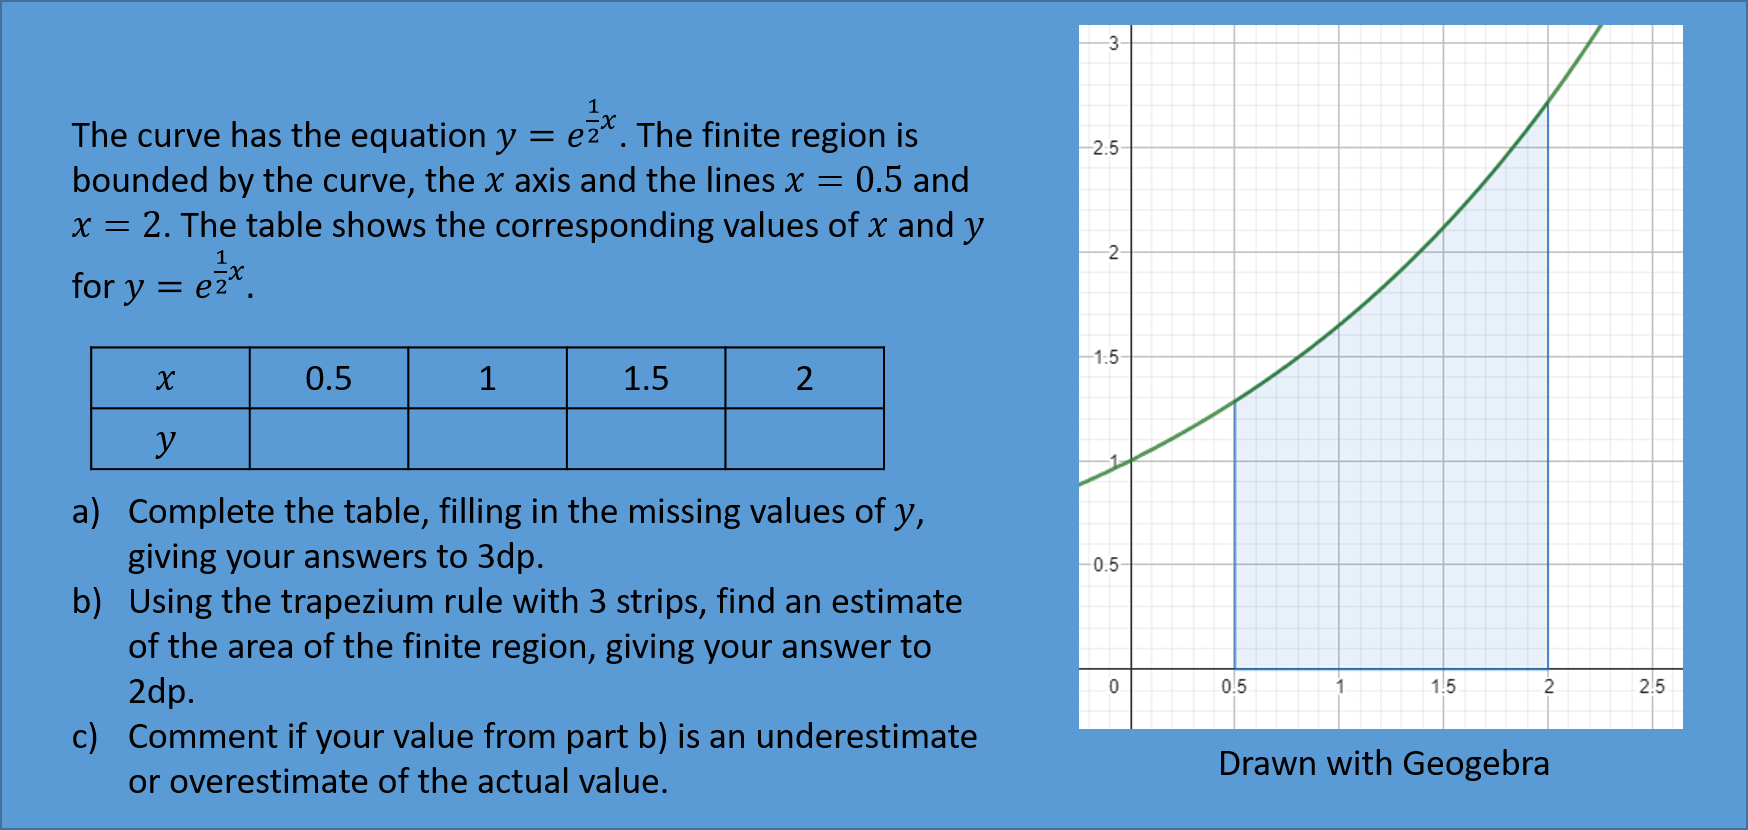 The curve has the equation y = e^{\frac{1}{2}x}. The finite region is
bounded by the curve, the x axis and the lines x = 0.5 and
x = 2. The table shows the corresponding values of x and y
for y = e^{\frac{1}{2}x}.
x 0.5 1 1.5 2
y
a) Complete the table, filling in the missing values of y,
giving your answers to 3dp.
b) Using the trapezium rule with 3 strips, find an estimate
of the area of the finite region, giving your answer to
2dp.
c) Comment if your value from part b) is an underestimate
or overestimate of the actual value.
3
2.5
2
1.5
1
0.5
0 0.5 1 1.5 2 2.5
Drawn with Geogebra